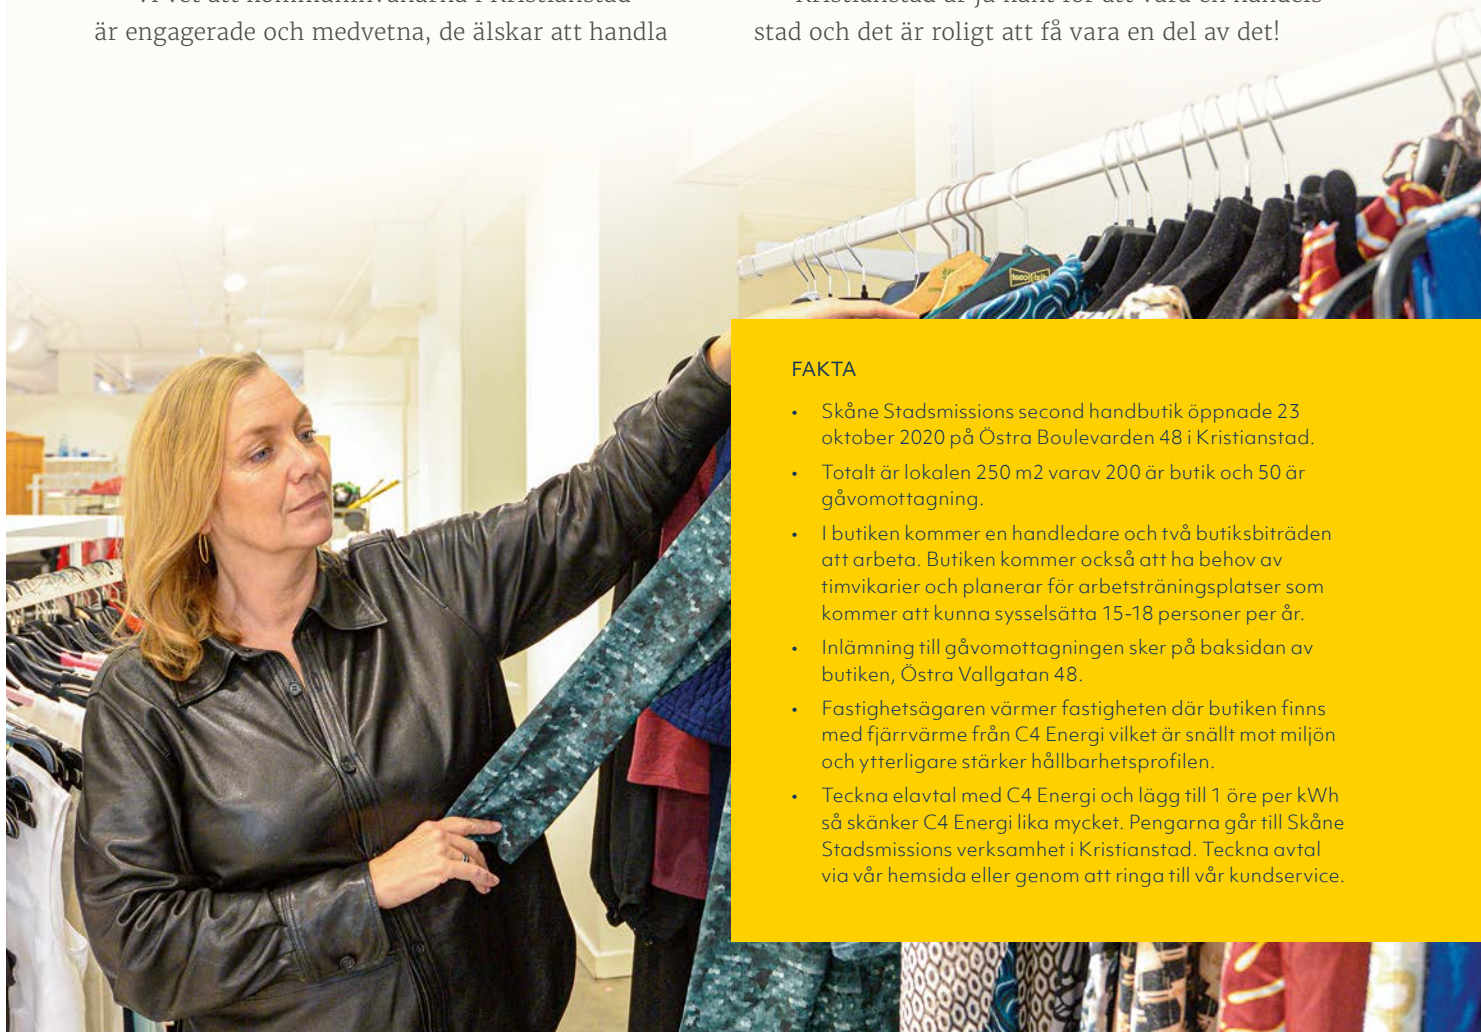 är engagerade och medvetna, de älskar att handla
stad och det är roligt att få vara en del av det!
FAKTA
• Skåne Stadsmissions second handbutik öppnade 23
oktober 2020 på Östra Boulevarden 48 i Kristianstad.
• Totalt är lokalen 250 m2 varav 200 är butik och 50 är
gåvomottagning.
• I butiken kommer en handledare och två butiksbiträden
att arbeta. Butiken kommer också att ha behov av
timvikarier och planerar för arbetsträningsplatser som
kommer att kunna sysselsätta 15-18 personer per år.
• Inlämning till gåvomottagningen sker på baksidan av
butiken, Östra Vallgatan 48.
• Fastighetsägaren värmer fastigheten där butiken finns
med fjärrvärme från C4 Energi vilket är snällt mot miljön
och ytterligare stärker hållbarhetsprofilen.
• Teckna elavtal med C4 Energi och lägg till 1 öre per kWh
så skänker C4 Energi lika mycket. Pengarna går till Skåne
Stadsmissions verksamhet i Kristianstad. Teckna avtal
via vår hemsida eller genom att ringa till vår kundservice.